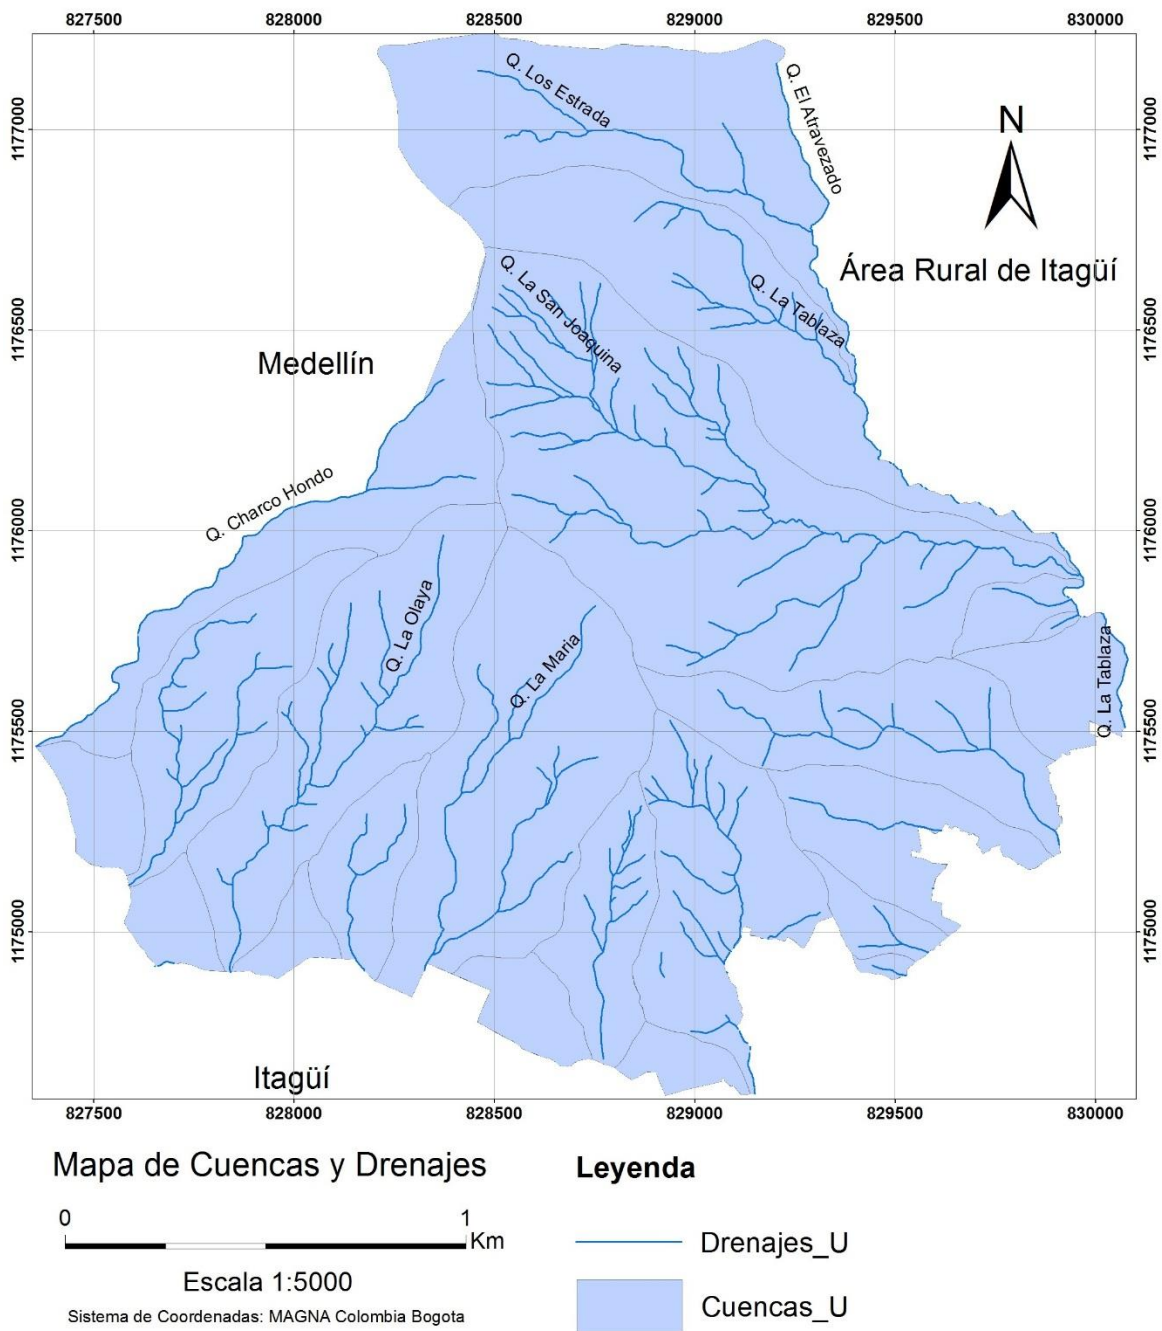 827500 828000 828500 829000 829500 830000
Q. Los Estrada
Q. El Atravezado
1177000
1177000
N
Área Rural de Itagüí
Q. La San Joaquina
Q. La Tablaza
1176500
1176500
Medellín
Q. Charco Hondo
1176000
1176000
Q. La Olaya
Q. La Maria
Q. La Tablaza
1175500
1175500
1175000
1175000
Itagüí
827500 828000 828500 829000 829500 830000
Mapa de Cuencas y Drenajes
0 1
Km
Escala 1:5000
Sistema de Coordenadas: MAGNA Colombia Bogota
Leyenda
Drenajes_U
Cuencas_U